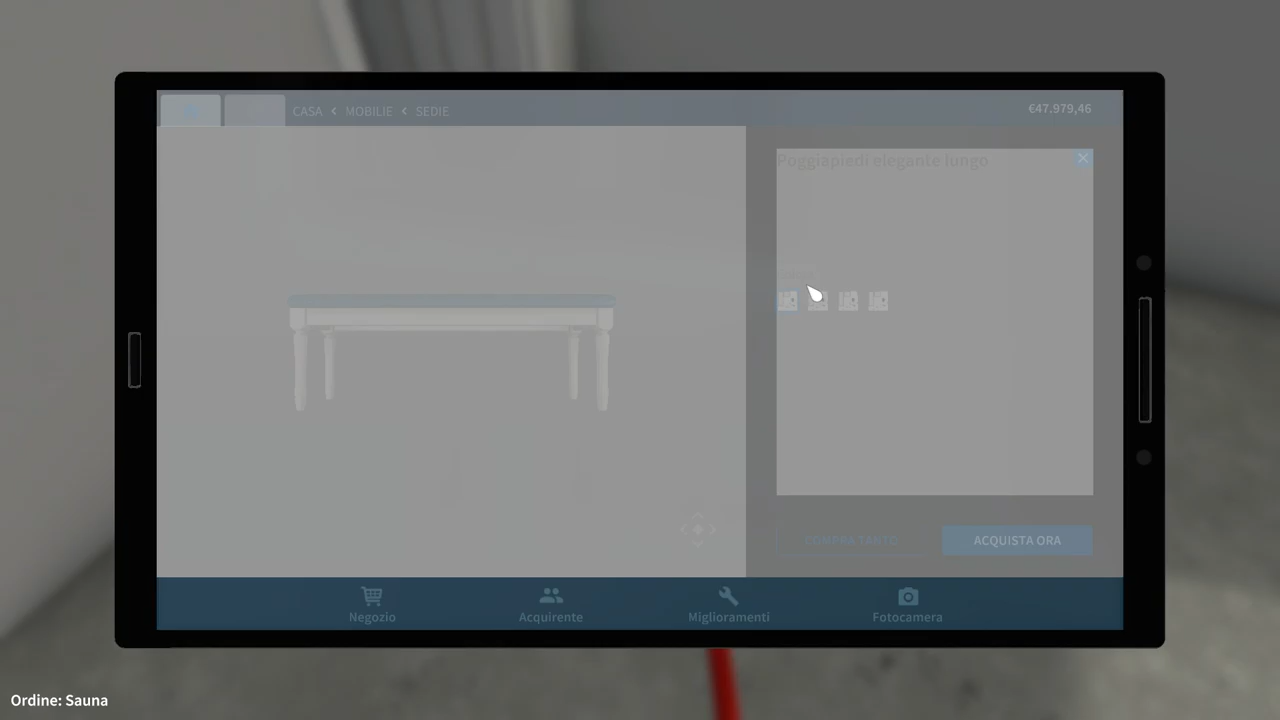 CASA < MOBILIE < SEDIE
€47.979,46
Poggiapiedi elegante lungo
COMPRA TANTO
ACQUISTA ORA
Negozio
Acquirente
Miglioramenti
Fotocamera
Ordine: Sauna